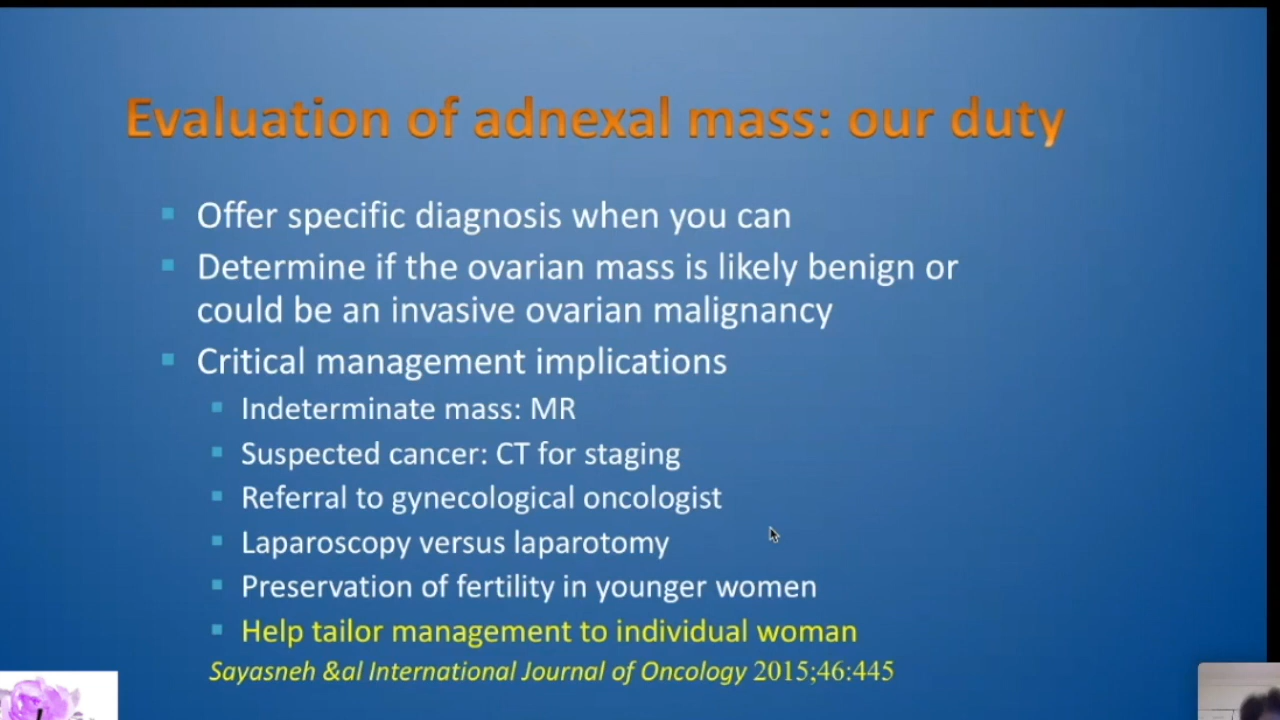 Evaluation of adnexal mass: our duty
Offer specific diagnosis when you can
Determine if the ovarian mass is likely benign or
could be an invasive ovarian malignancy
Critical management implications
Indeterminate mass: MR
Suspected cancer: CT for staging
Referral to gynecological oncologist
Laparoscopy versus laparotomy
Preservation of fertility in younger women
Help tailor management to individual woman
Sayasneh &al International Journal of Oncology 2015;46:445